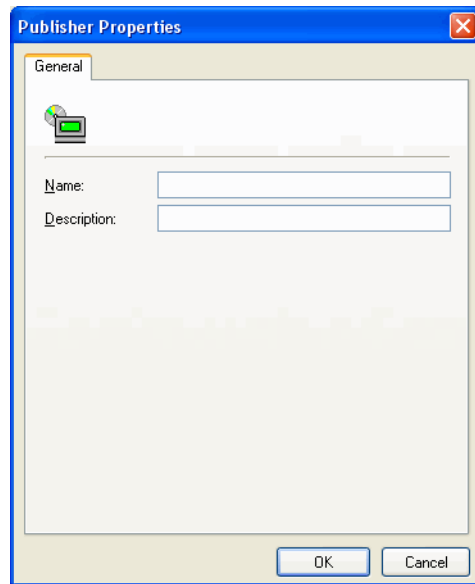 Publisher Properties
General
Name:
Description:
OK Cancel